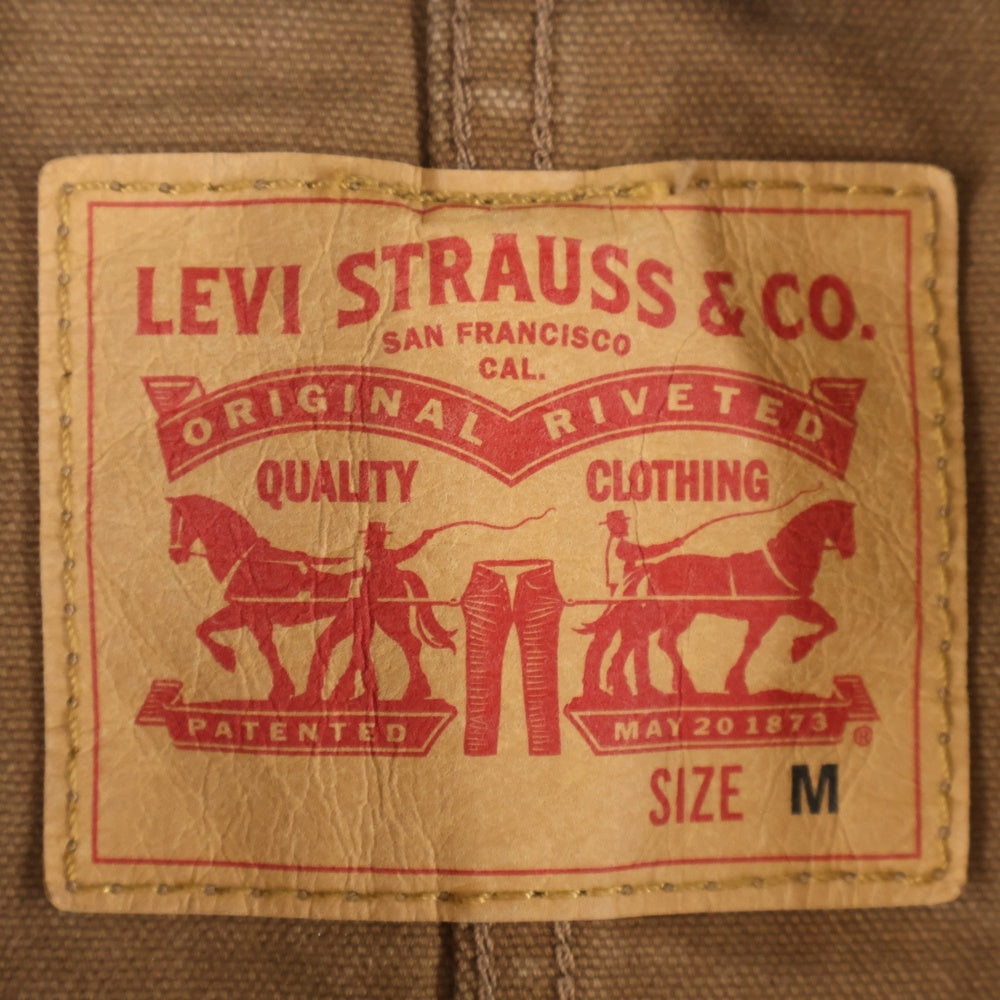 LEVI STRAUSS & CO.
SAN FRANCISCO
CAL.
ORIGINAL RIVETED
QUALITY CLOTHING
PATENTED MAY 20 1873 ®
SIZE M